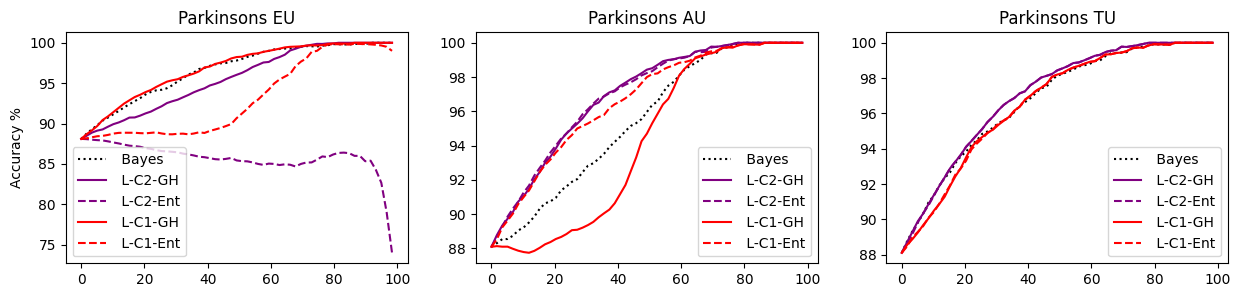 Parkinsons EU
Accuracy %
100
95
90
85
80
75
0 20 40 60 80 100
Bayes
L-C2-GH
L-C2-Ent
L-C1-GH
L-C1-Ent
Parkinsons AU
100
98
96
94
92
90
88
0 20 40 60 80 100
Bayes
L-C2-GH
L-C2-Ent
L-C1-GH
L-C1-Ent
Parkinsons TU
100
98
96
94
92
90
88
0 20 40 60 80 100
Bayes
L-C2-GH
L-C2-Ent
L-C1-GH
L-C1-Ent